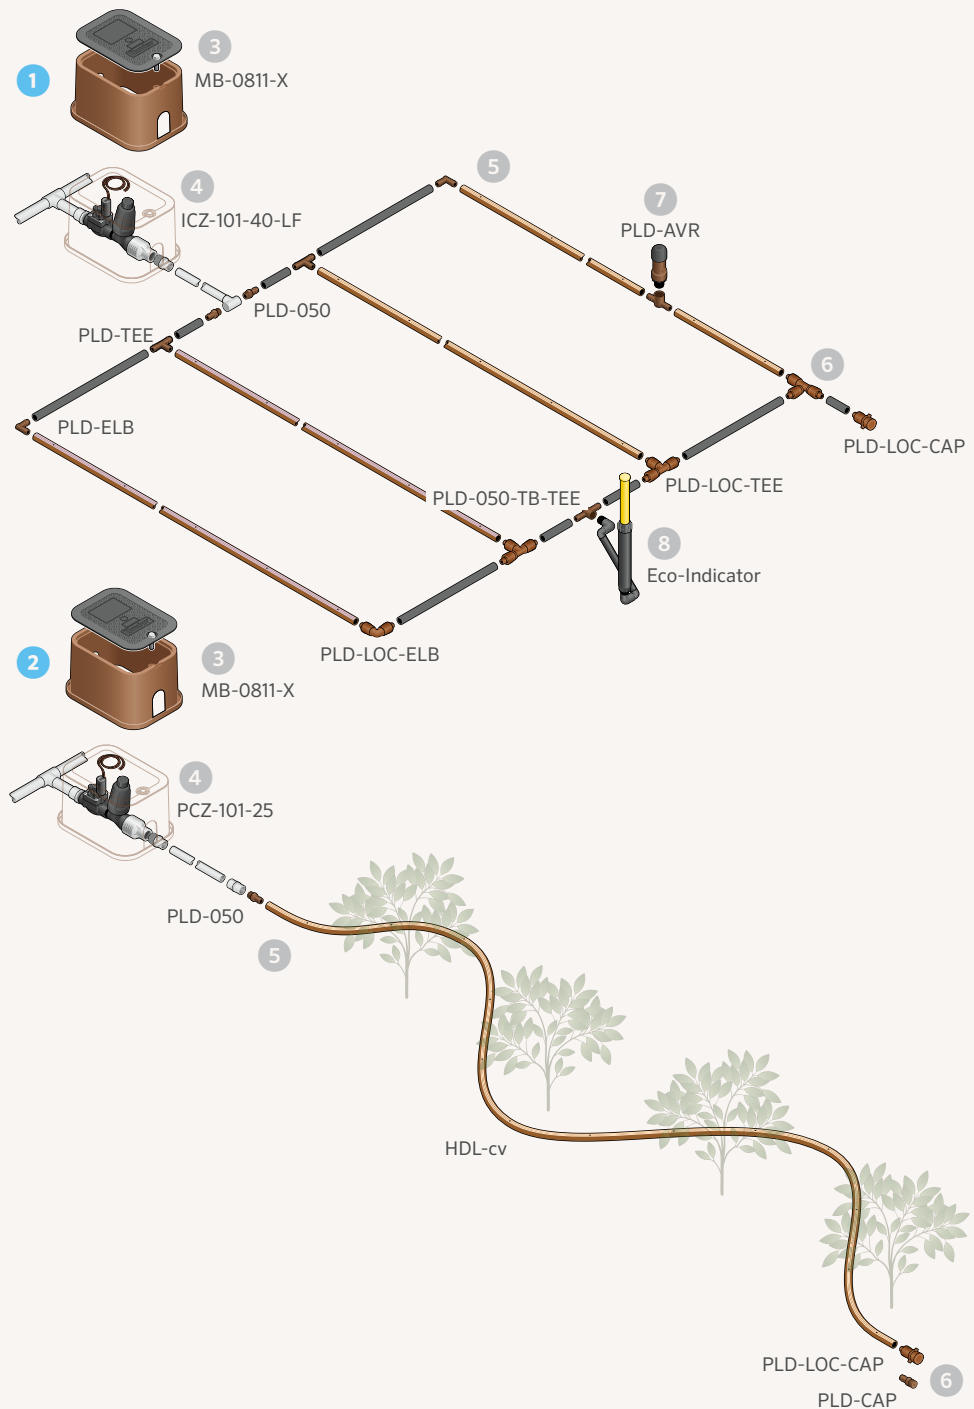 3
1
MB-0811-X
5
4
7
ICZ-101-40-LF
PLD-AVR
PLD-050
PLD-TEE
6
PLD-ELB
PLD-LOC-CAP
PLD-LOC-TEE
PLD-050-TB-TEE
8
Eco-Indicator
PLD-LOC-ELB
2
3
MB-0811-X
4
PCZ-101-25
PLD-050
5
HDL-cv
PLD-LOC-CAP
6
PLD-CAP